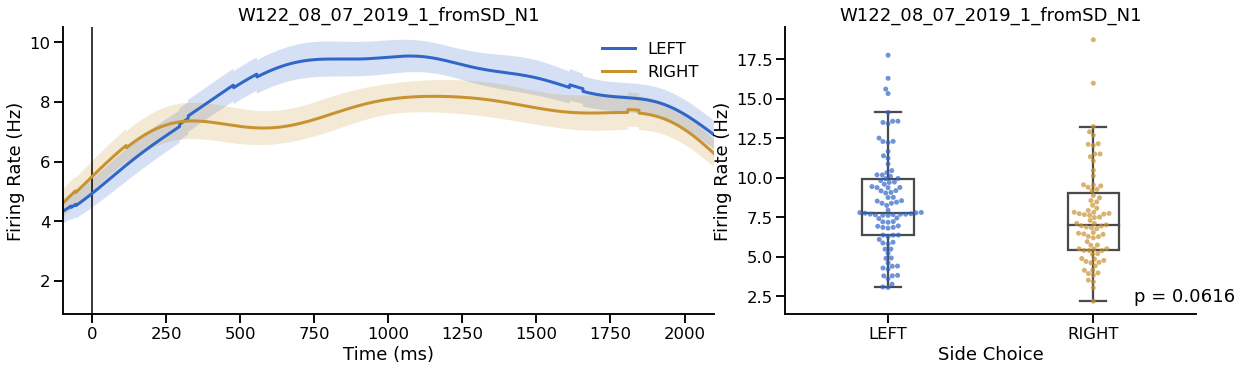 W122_08_07_2019_1_fromSD_N1
Firing Rate (Hz)
10
8
6
4
2
LEFT
RIGHT
0 250 500 750 1000 1250 1500 1750 2000
Time (ms)
W122_08_07_2019_1_fromSD_N1
Firing Rate (Hz)
17.5
15.0
12.5
10.0
7.5
5.0
2.5
p = 0.0616
LEFT RIGHT
Side Choice